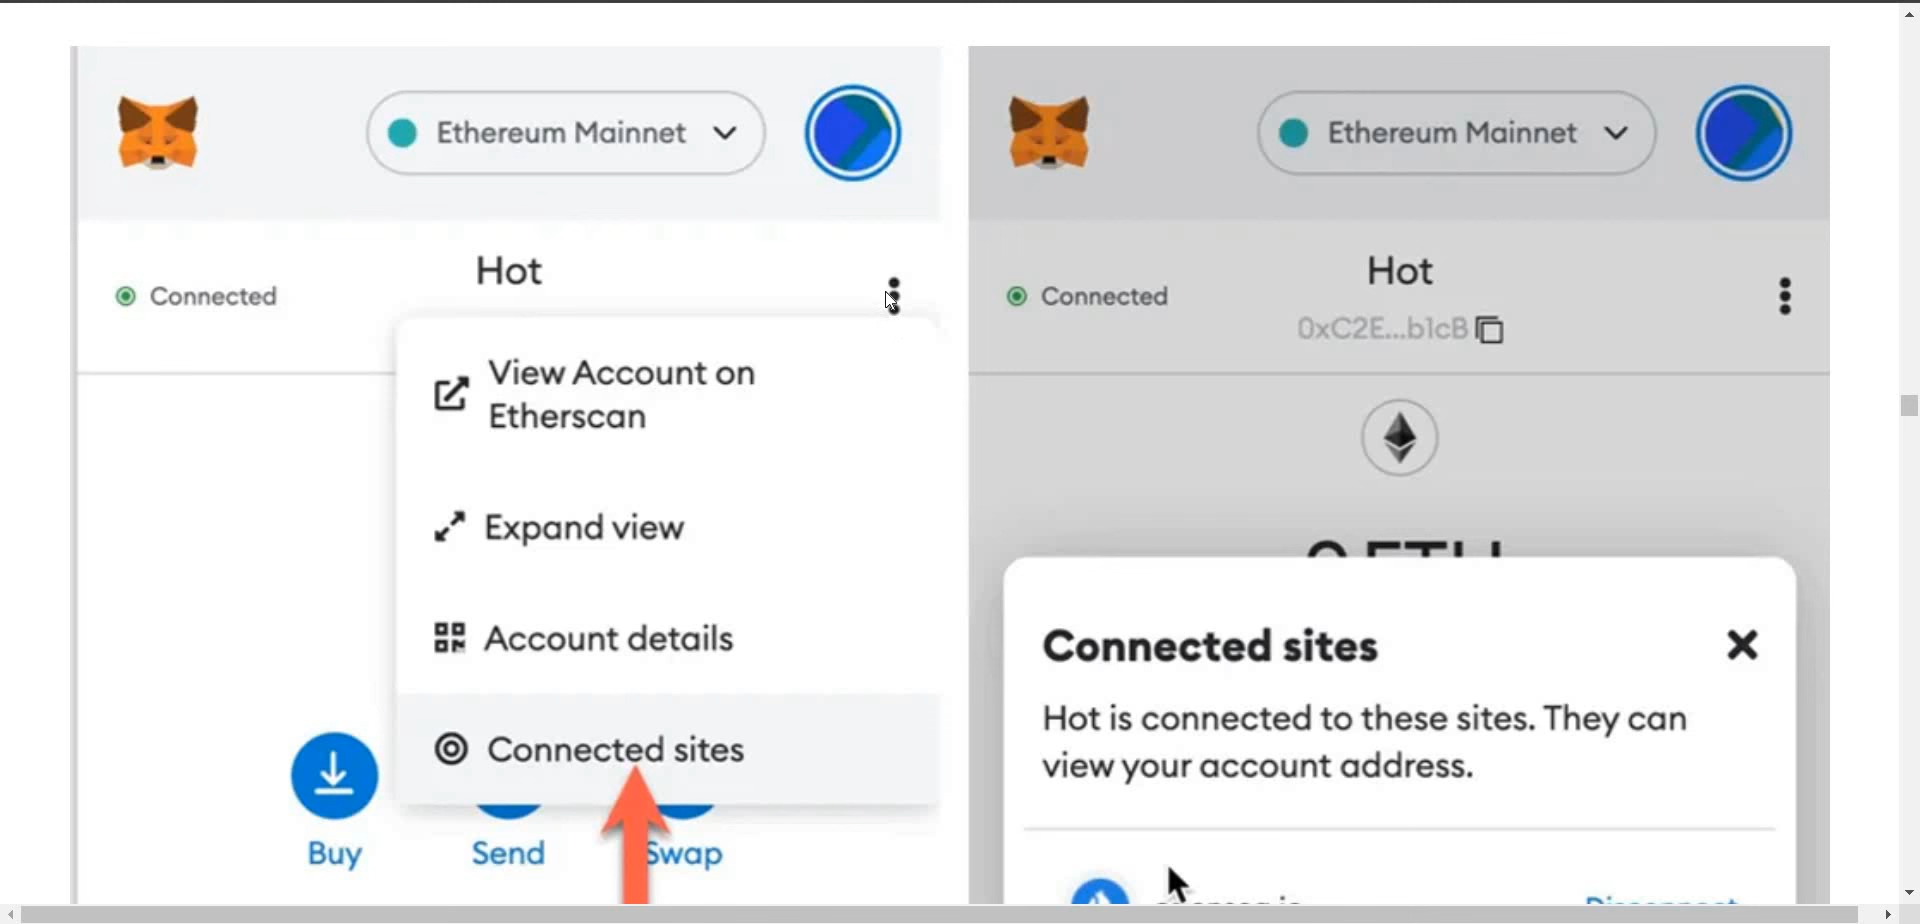 Ethereum Mainnet
Hot
Connected
View Account on
Etherscan
Expand view
Account details
Connected sites
Buy
Send
Swap
Ethereum Mainnet
Hot
Connected
0xC2E...b1cB
Connected sites
Hot is connected to these sites. They can
view your account address.